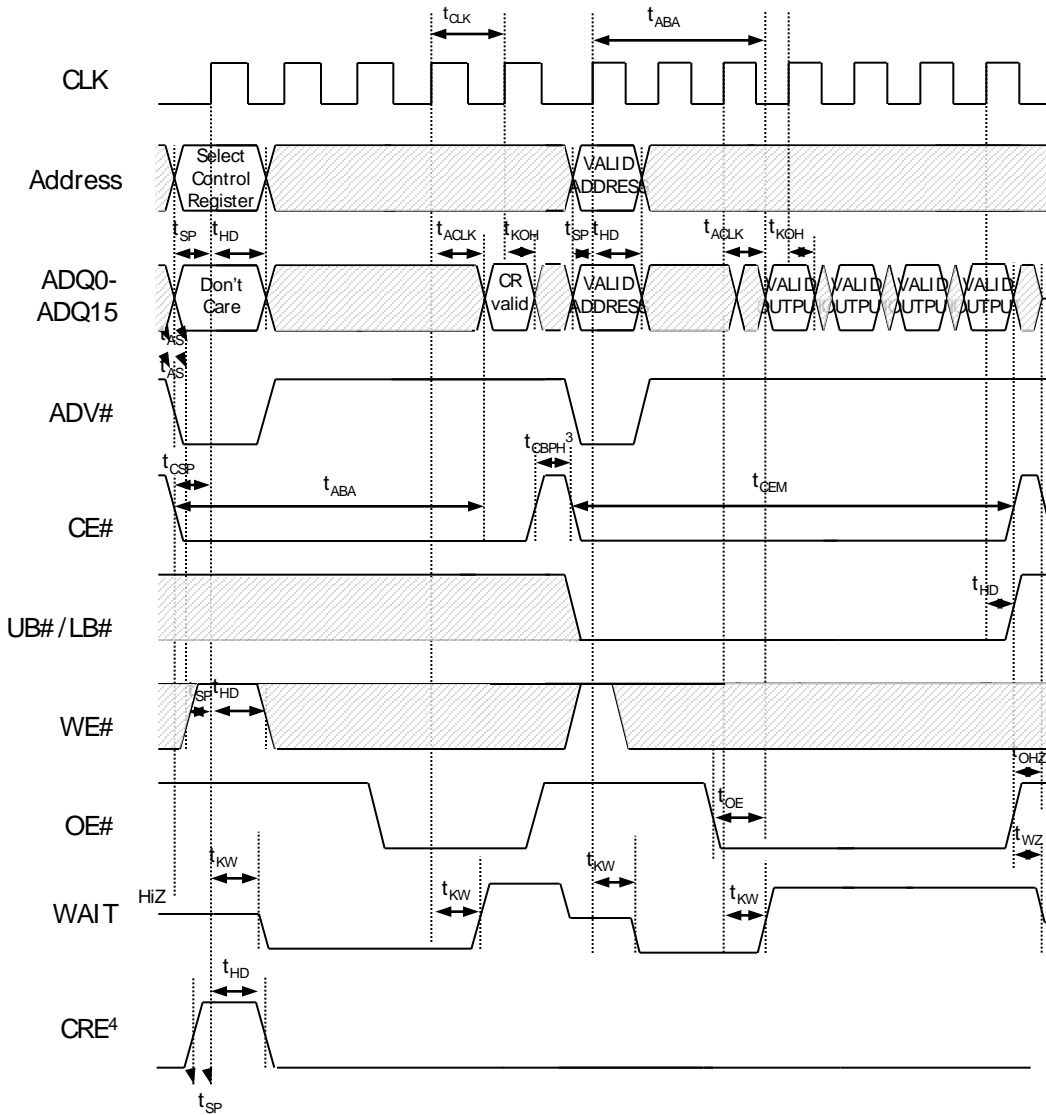 tCLK
tABA
CLK
Address
Select
Control
Register
VALID
ADDRESS
tSP
tHD
tACLK
tKOH
tSP
tHD
tACLK
tKOH
ADQ0-
ADQ15
Don't
Care
CR
valid
VALID
ADDRESS
VALID
OUTPUT
VALID
OUTPUT
VALID
OUTPUT
VALID
OUTPUT
tAS
tAS
ADV#
tCBPH3
tCSP
tABA
tCEM
CE#
tHD
UB# / LB#
tSP
tHD
WE#
tOHZ
tOE
OE#
tWZ
tKW
tKW
HiZ
tKW
tKW
WAIT
tHD
CRE4
tSP